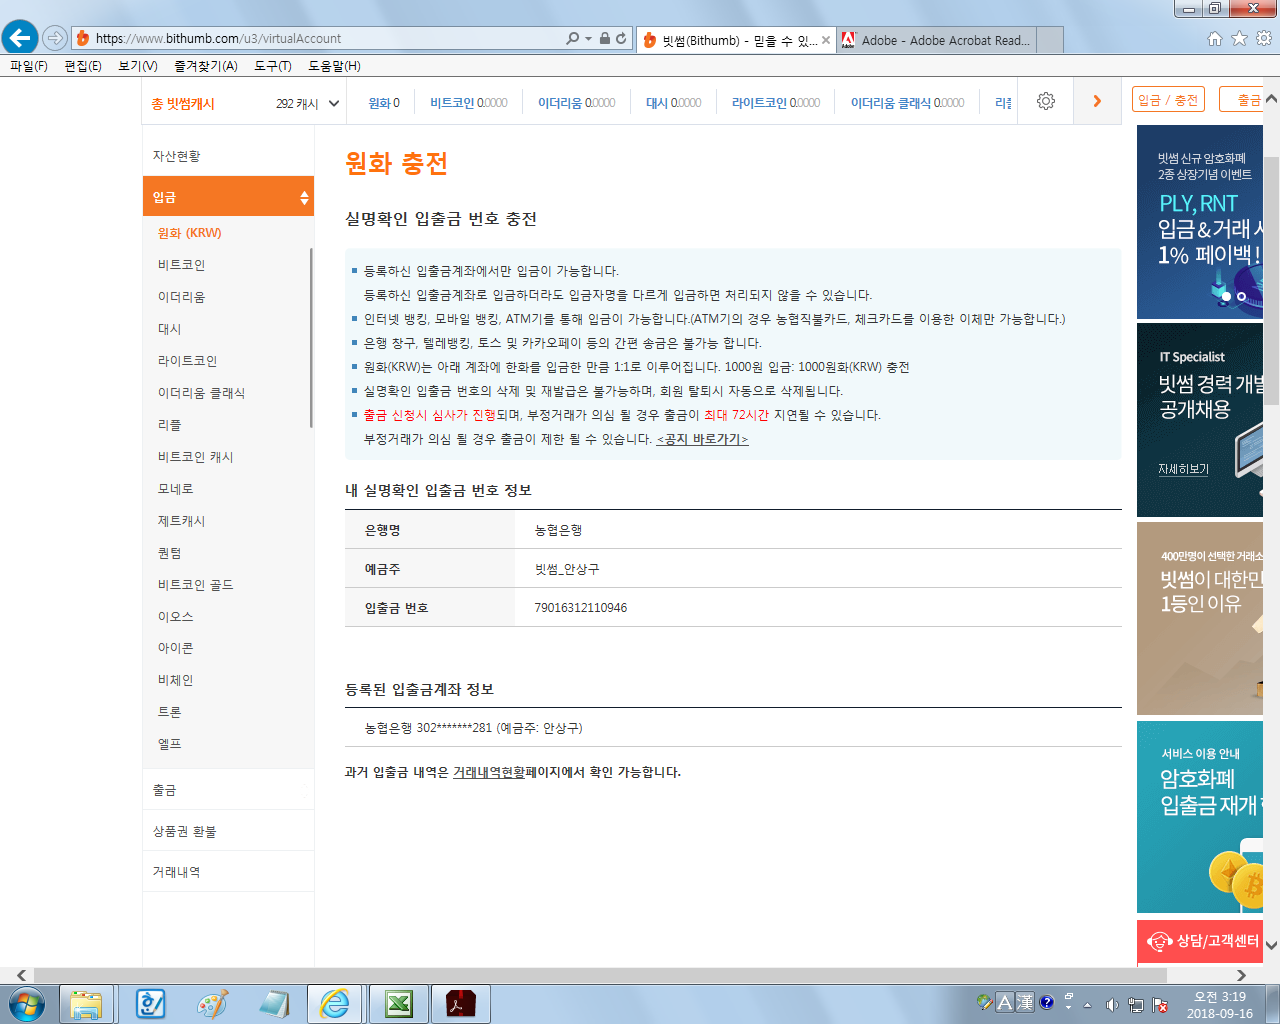 https://www.bithumb.com/u3/virtualAccount
빗썸(Bithumb) - 믿을 수 있...
Adobe - Adobe Acrobat Read...
파일(F) 편집(E) 보기(V) 즐겨찾기(A) 도구(T) 도움말(H)
총 빗썸캐시 292 캐시 원화 0 비트코인 0.0000 이더리움 0.0000 대시 0.0000 라이트코인 0.0000 이더리움 클래식 0.0000
입금 / 충전 출금
자산현황
입금
원화 (KRW)
비트코인
이더리움
대시
라이트코인
이더리움 클래식
리플
비트코인 캐시
모네로
제트캐시
퀀텀
비트코인 골드
이오스
아이콘
비체인
트론
엘프
출금
상품권 환불
거래내역
원화 충전
실명확인 입출금 번호 충전
등록하신 입출금계좌에서만 입금이 가능합니다.
등록하신 입출금계좌로 입금하더라도 입금자명을 다르게 입금하면 처리되지 않을 수 있습니다.
인터넷 뱅킹, 모바일 뱅킹, ATM기를 통해 입금이 가능합니다.(ATM기의 경우 농협직불카드, 체크카드를 이용한 이체만 가능합니다.)
은행 창구, 텔레뱅킹, 토스 및 카카오페이 등의 간편 송금은 불가능 합니다.
원화(KRW)는 아래 계좌에 한화를 입금한 만큼 1:1로 이루어집니다. 1000원 입금: 1000원화(KRW) 충전
실명확인 입출금 번호의 삭제 및 재발급은 불가능하며, 회원 탈퇴시 자동으로 삭제됩니다.
출금 신청시 심사가 진행되며, 부정거래가 의심 될 경우 출금이 최대 72시간 지연될 수 있습니다.
부정거래가 의심 될 경우 출금이 제한 될 수 있습니다. <공지 바로가기>
내 실명확인 입출금 번호 정보
은행명 농협은행
예금주 빗썸_안상구
입출금 번호 79016312110946
등록된 입출금계좌 정보
농협은행 302*******281 (예금주: 안상구)
과거 입출금 내역은 거래내역현황페이지에서 확인 가능합니다.
빗썸 신규 암호화폐
2종 상장기념 이벤트
PLY, RNT
입금 & 거래
1% 페이백!
IT Specialist
빗썸 경력 개발
공개채용
자세히보기
400만명이 선택한 거래소
빗썸이 대한민
1등인 이유
서비스 이용 안내
암호화폐
입출금 재개
상담/고객센터
A 漢
오전 3:19
2018-09-16